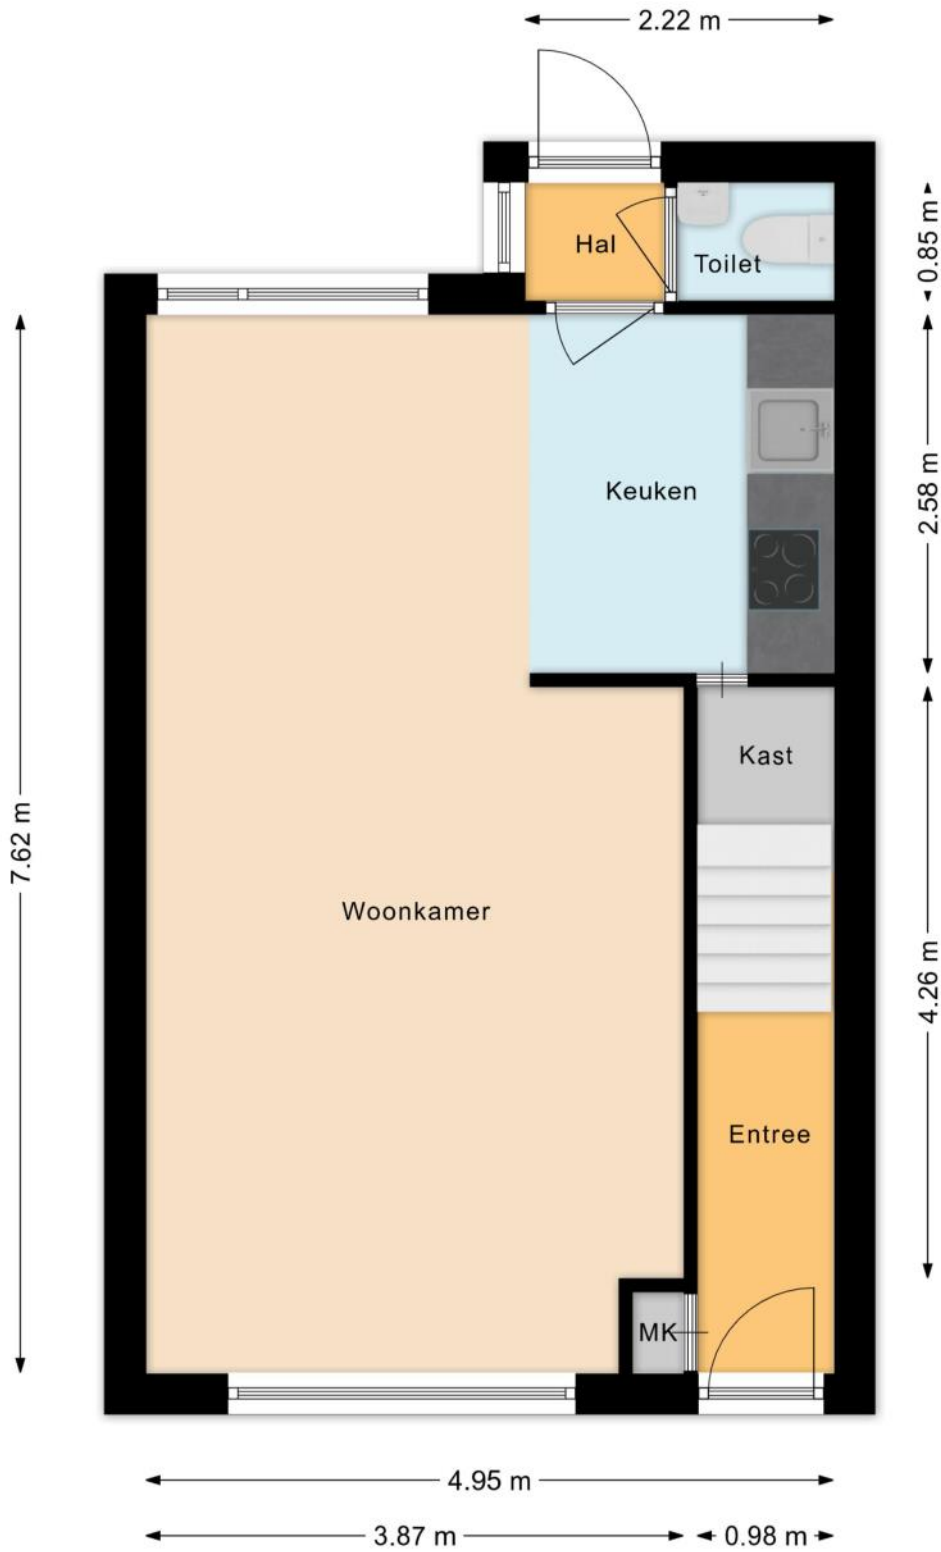 2.22 m
0.85 m
Hal
Toilet
Keuken
2.58 m
Kast
7.62 m
Woonkamer
4.26 m
Entree
MK
4.95 m
3.87 m
0.98 m